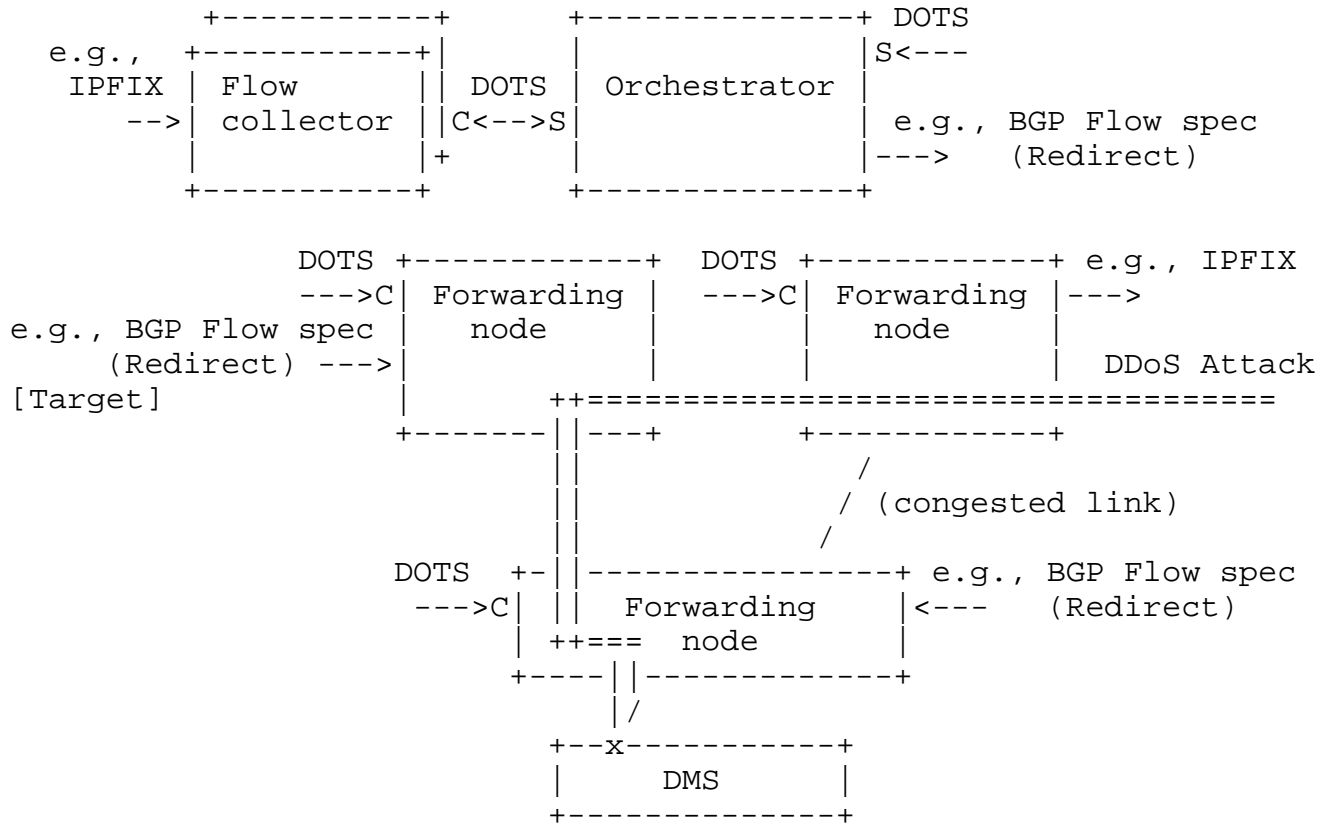 DOTS
e.g.,
S<---
IPFIX Flow DOTS Orchestrator
--> collector C<-->S e.g., BGP Flow spec
---> (Redirect)
DOTS DOTS e.g., IPFIX
--->C Forwarding --->C Forwarding --->
e.g., BGP Flow spec node node
(Redirect) ---> DDoS Attack
[Target]
(congested link)
DOTS e.g., BGP Flow spec
--->C Forwarding <--- (Redirect)
node
x
DMS